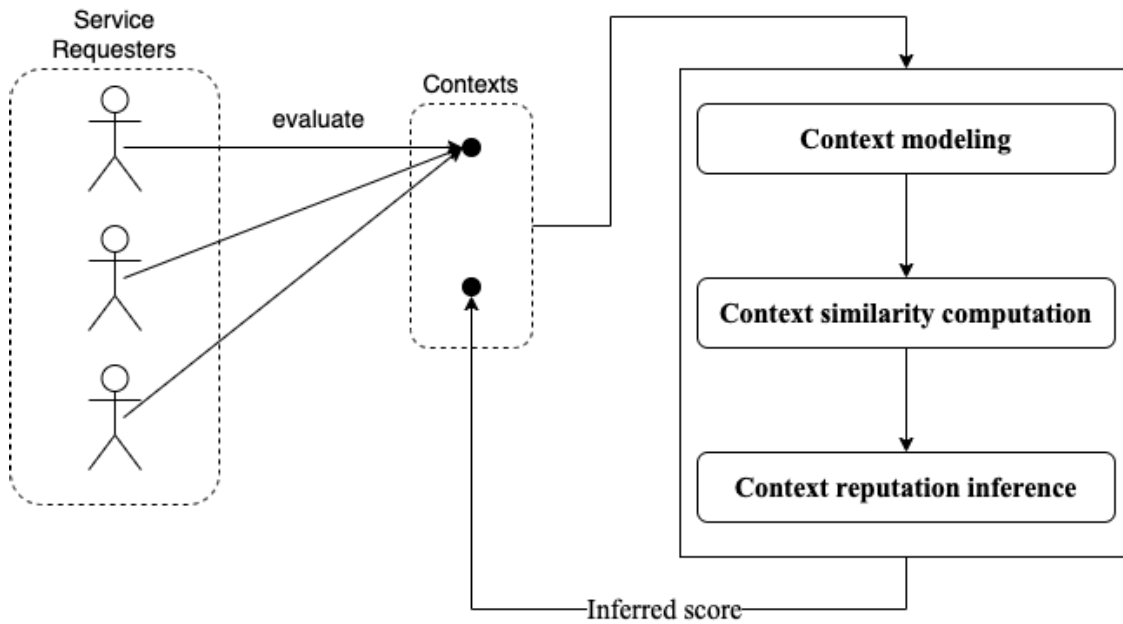 Service
Requesters
Contexts
evaluate
Context modeling
Context similarity computation
Context reputation inference
Inferred score